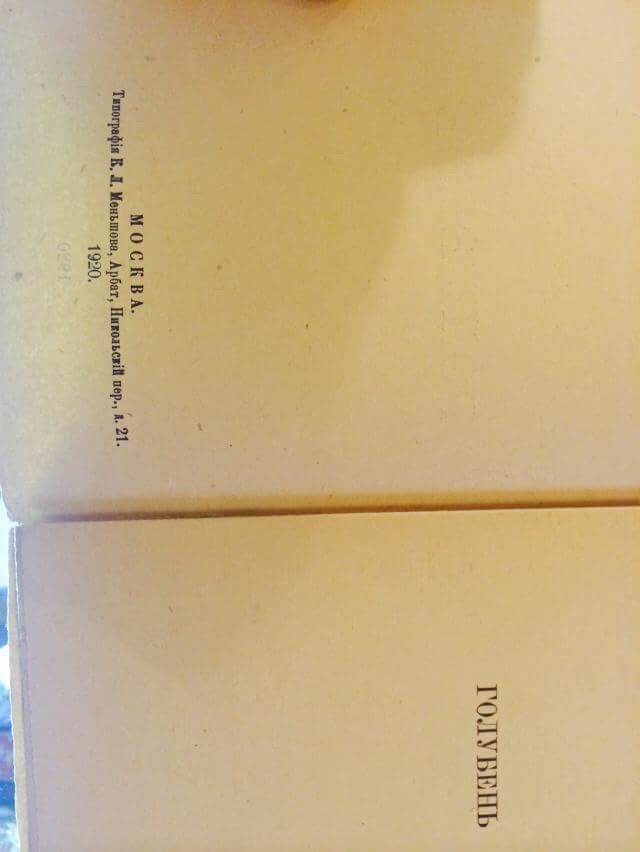 МОСКВА.
Типографія К. Л. Меньшова, Арбат, Никольскій пер., д. 21.
1920.
ГОЛУБЕНЬ